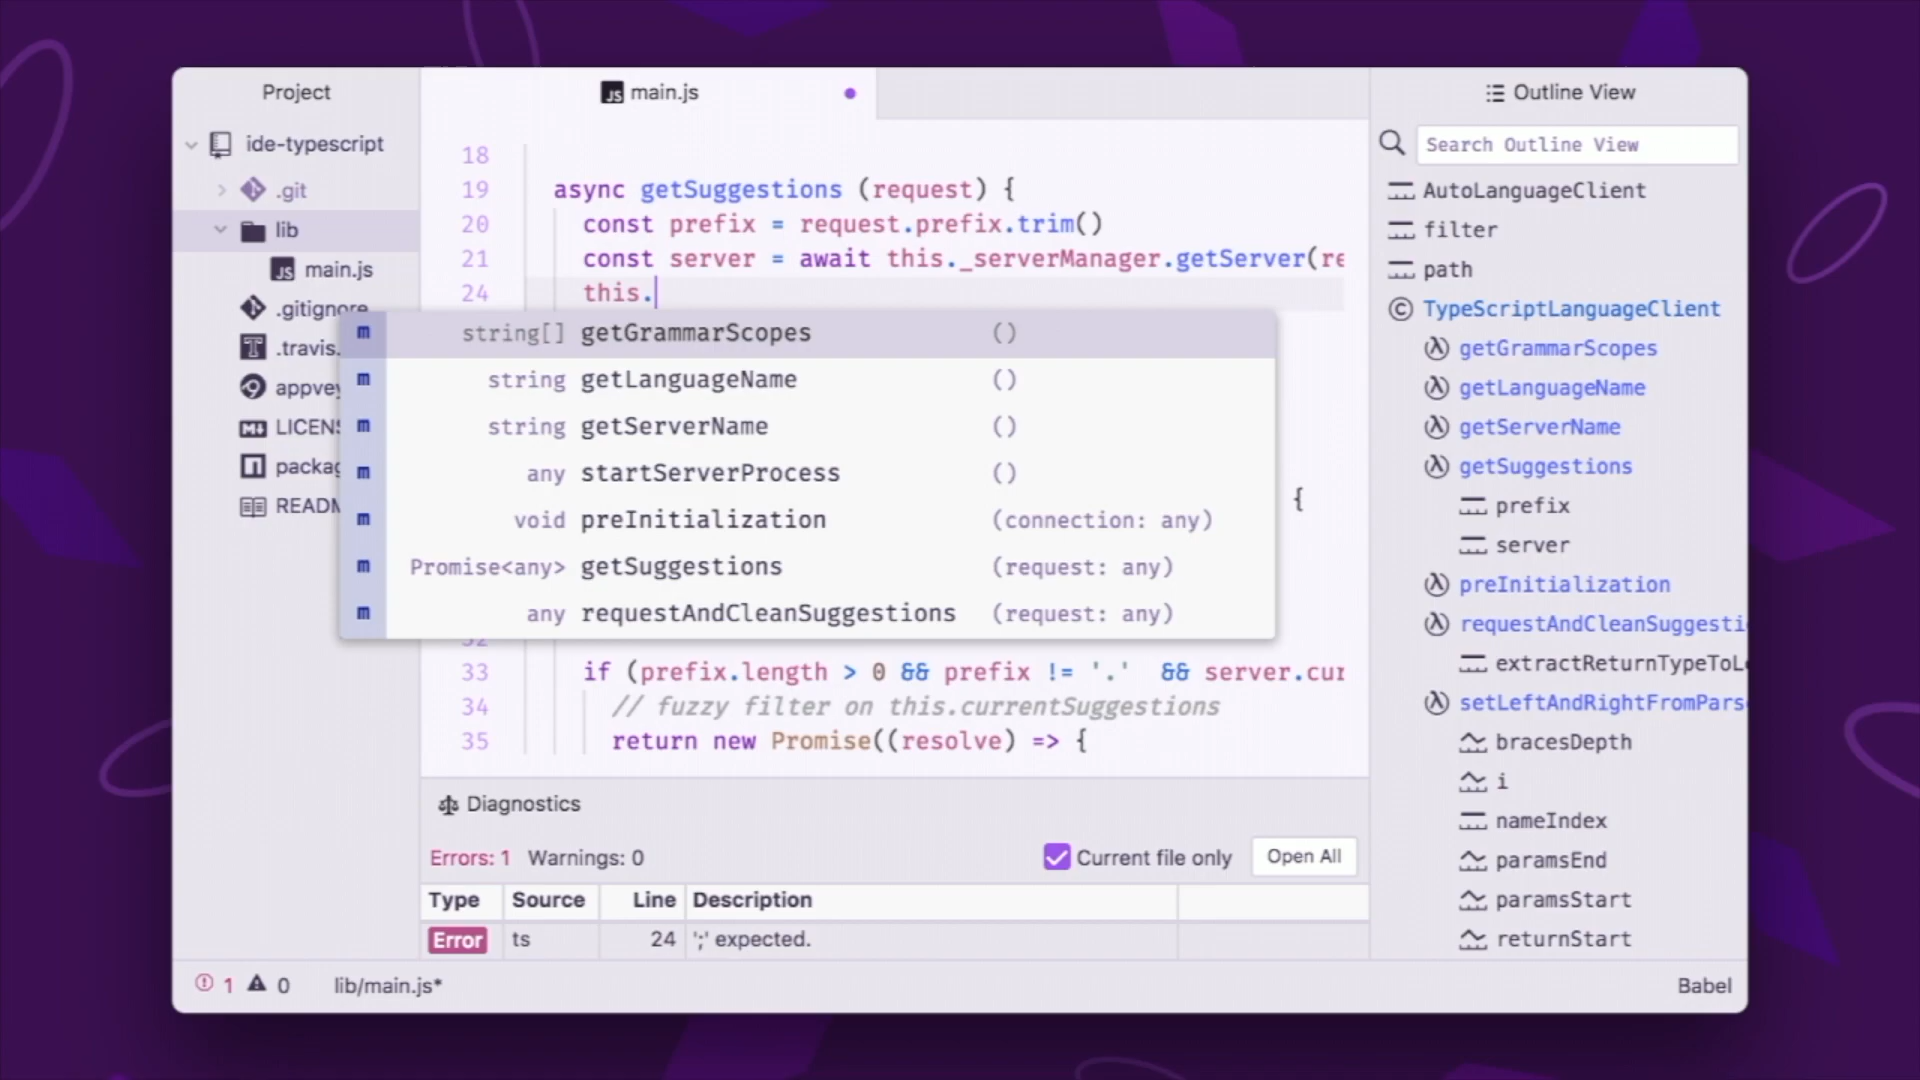 Project
ide-typescript
.git
lib
main.js
.gitignore
.travis.
appvey
LICENS
packag
READM
main.js
18
19 async getSuggestions (request) {
20 const prefix = request.prefix.trim()
21 const server = await this._serverManager.getServer(re
24 this.
m string[] getGrammarScopes ()
m string getLanguageName ()
m string getServerName ()
m any startServerProcess ()
{
m void preInitialization (connection: any)
m Promise<any> getSuggestions (request: any)
m any requestAndCleanSuggestions (request: any)
32
33 if (prefix.length > 0 && prefix != '.' && server.cur
34 // fuzzy filter on this.currentSuggestions
35 return new Promise((resolve) => {
Diagnostics
Errors: 1 Warnings: 0 Current file only Open All
Type Source Line Description
Error ts 24 ';' expected.
Outline View
Search Outline View
AutoLanguageClient
filter
path
TypeScriptLanguageClient
getGrammarScopes
getLanguageName
getServerName
getSuggestions
prefix
server
preInitialization
requestAndCleanSuggesti
extractReturnTypeToL
setLeftAndRightFromPars
bracesDepth
i
nameIndex
paramsEnd
paramsStart
returnStart
1 0 lib/main.js* Babel